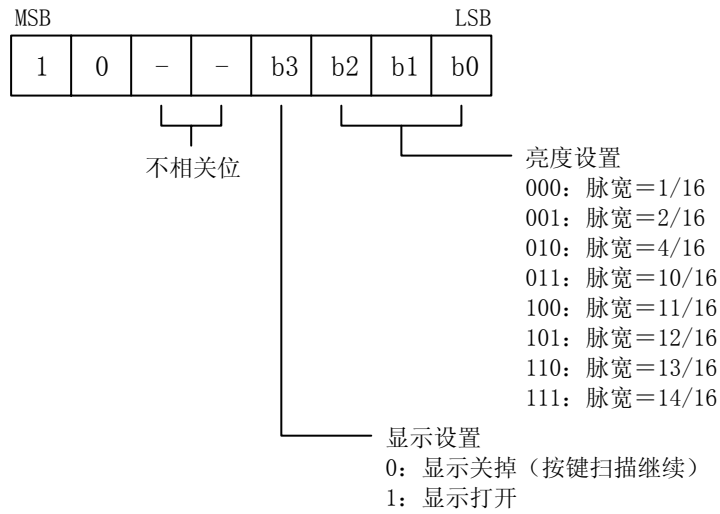 MSB LSB
1 0 - - b3 b2 b1 b0
不相关位
亮度设置
000: 脉宽=1/16
001: 脉宽=2/16
010: 脉宽=4/16
011: 脉宽=10/16
100: 脉宽=11/16
101: 脉宽=12/16
110: 脉宽=13/16
111: 脉宽=14/16
显示设置
0: 显示关掉（按键扫描继续）
1: 显示打开